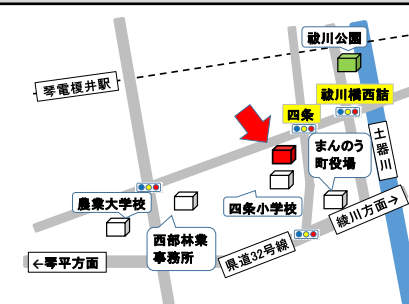 祓川公園
琴電榎井駅
祓川橋西詰
四条
土器川
まんのう
町役場
農業大学校
四条小学校
西部林業
事務所
綾川方面→
県道32号線
←琴平方面